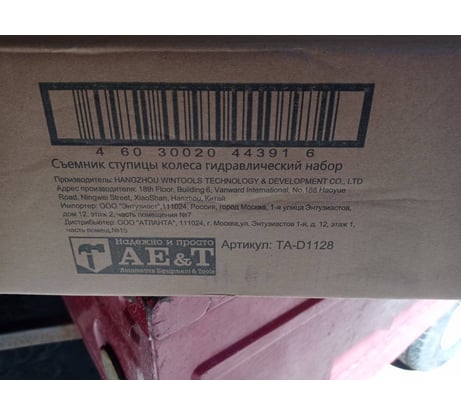 4 60 30020 44391 6
Съемник ступицы колеса гидравлический набор
Производитель: HANGZHOU WINTOOLS TECHNOLOGY & DEVELOPMENT CO., LTD
Адрес производителя: 18th Floor, Building 6, Vanward International, No.188 Haoyue
Road, Ningwei Street, XiaoShan, Hanzhou, Китай
Импортер: ООО "Энтузиаст",111024, Россия, город Москва, 1-я улица Энтузиастов,
дом 12, этаж 2, часть помещения №7
Дистрибьютер: ООО "АТЛАНТА", 111024, г. Москва,ул. Энтузиастов 1-я, д. 12, этаж 1,
часть помещ.№15
Надежно и просто
AE&T
Automotive Equipment & Tools
Артикул: TA-D1128